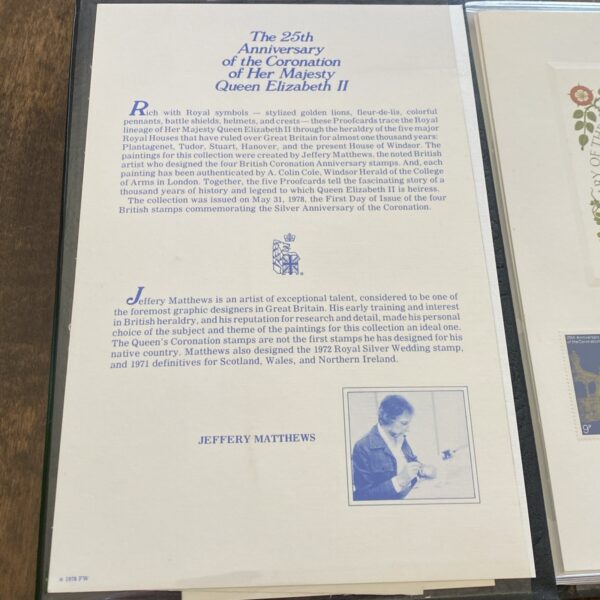 The 25th
Anniversary
of the Coronation
of Her Majesty
Queen Elizabeth II
Rich with Royal symbols — stylized golden lions, fleur-de-lis, colorful
pennants, battle shields, helmets, and crests — these Proofcards trace the Royal
lineage of Her Majesty Queen Elizabeth II through the heraldry of the five major
Royal Houses that have ruled over Great Britain for almost one thousand years:
Plantagenet, Tudor, Stuart, Hanover, and the present House of Windsor. The
paintings for this collection were created by Jeffery Matthews, the noted British
artist who designed the four British Coronation Anniversary stamps. And, each
painting has been authenticated by A. Colin Cole, Windsor Herald of the College
of Arms in London. Together, the five Proofcards tell the fascinating story of a
thousand years of history and legend to which Queen Elizabeth II is heiress.
The collection was issued on May 31, 1978, the First Day of Issue of the four
British stamps commemorating the Silver Anniversary of the Coronation.
Jeffery Matthews is an artist of exceptional talent, considered to be one of
the foremost graphic designers in Great Britain. His early training and interest
in British heraldry, and his reputation for research and detail, made his personal
choice of the subject and theme of the paintings for this collection an ideal one.
The Queen's Coronation stamps are not the first stamps he has designed for his
native country. Matthews also designed the 1972 Royal Silver Wedding stamp,
and 1971 definitives for Scotland, Wales, and Northern Ireland.
JEFFERY MATTHEWS
© 1978 FW
RY OF TH
25th Anniversary
of the Coronation
9p